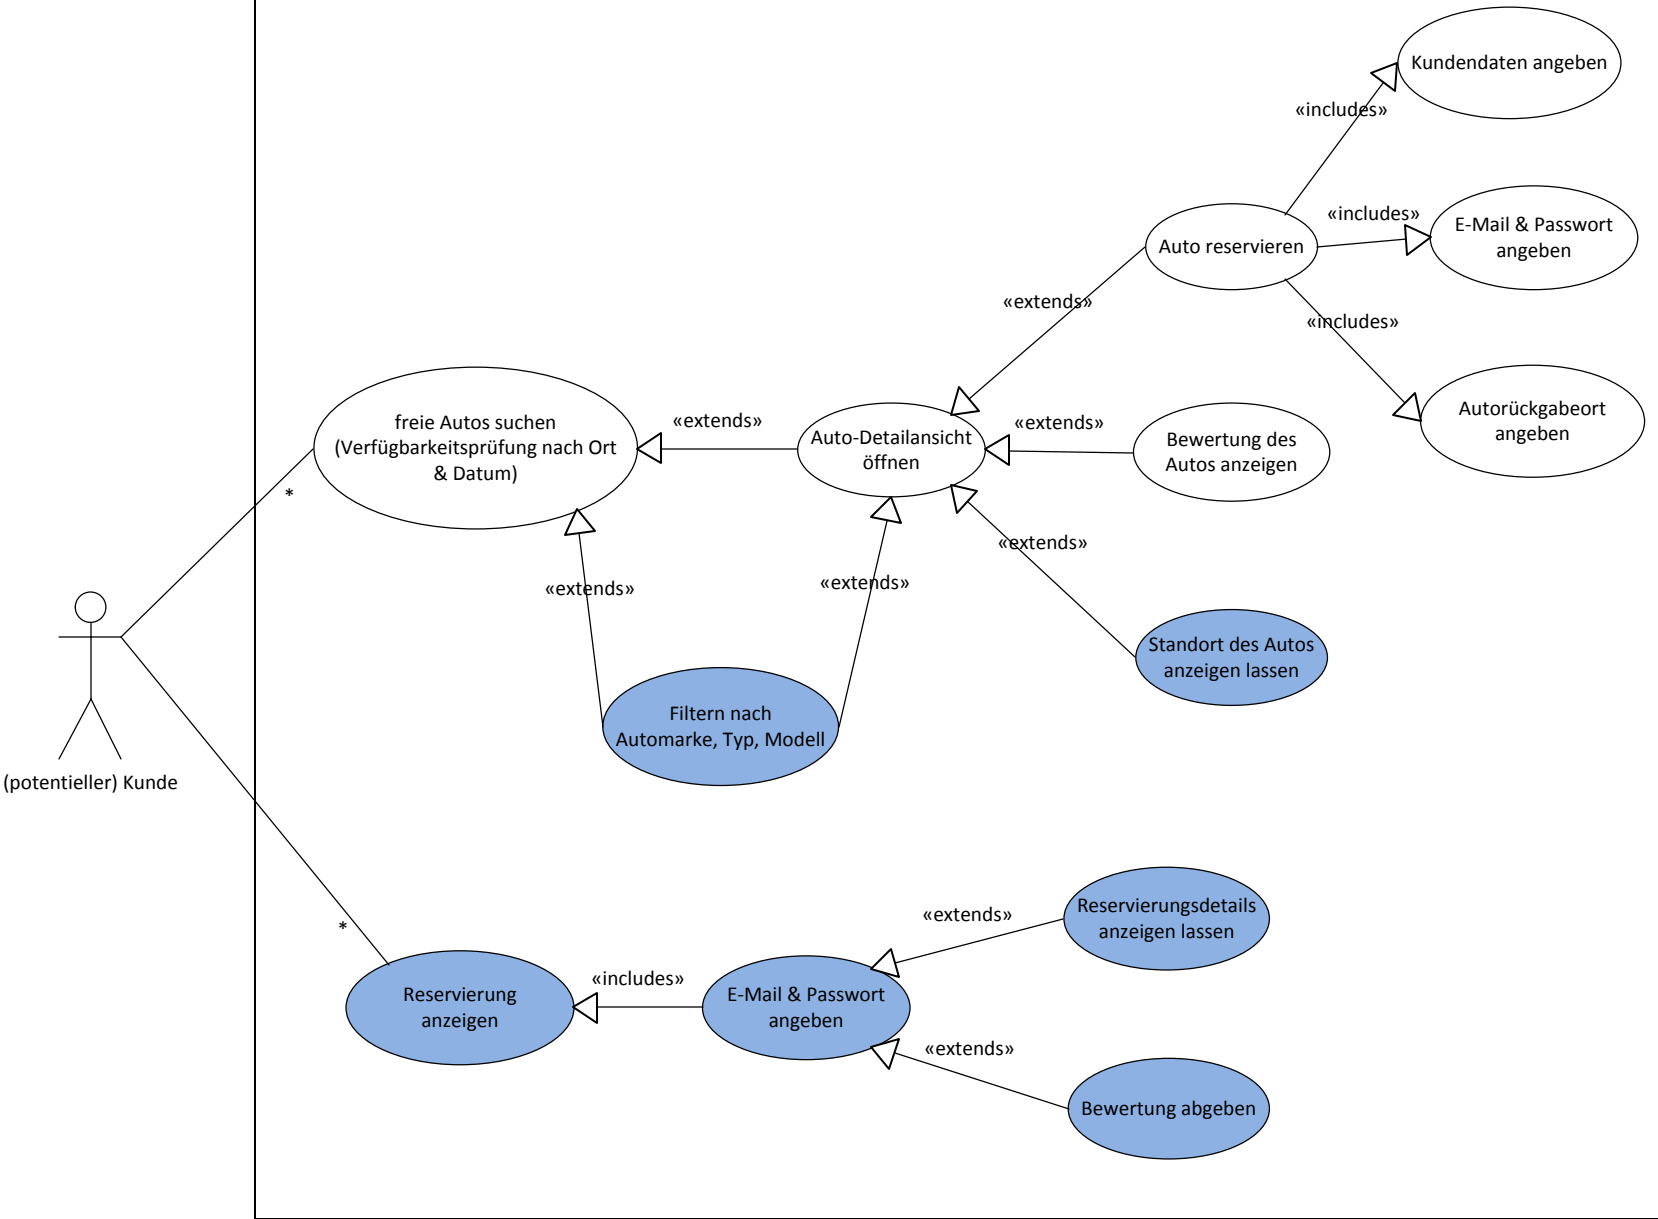 Kundendaten angeben
«includes»
«includes»
E-Mail & Passwort
angeben
Auto reservieren
«extends»
«includes»
Autorückgabeort
angeben
freie Autos suchen
(Verfügbarkeitsprüfung nach Ort
& Datum)
«extends»
Auto-Detailansicht
öffnen
«extends»
Bewertung des
Autos anzeigen
*
«extends»
«extends»
«extends»
Standort des Autos
anzeigen lassen
Filtern nach
Automarke, Typ, Modell
(potentieller) Kunde
*
«extends»
Reservierungsdetails
anzeigen lassen
Reservierung
anzeigen
«includes»
E-Mail & Passwort
angeben
«extends»
Bewertung abgeben